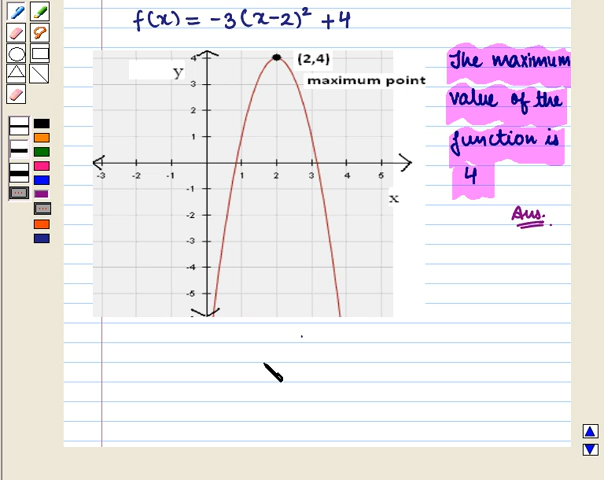 f(x) = -3(x-2)² + 4
y
(2,4)
maximum point
4
3
2
1
-3 -2 -1 1 2 3 4 5
x
-1
-2
-3
-4
-5
The maximum
value of the
function is
4
Ans.